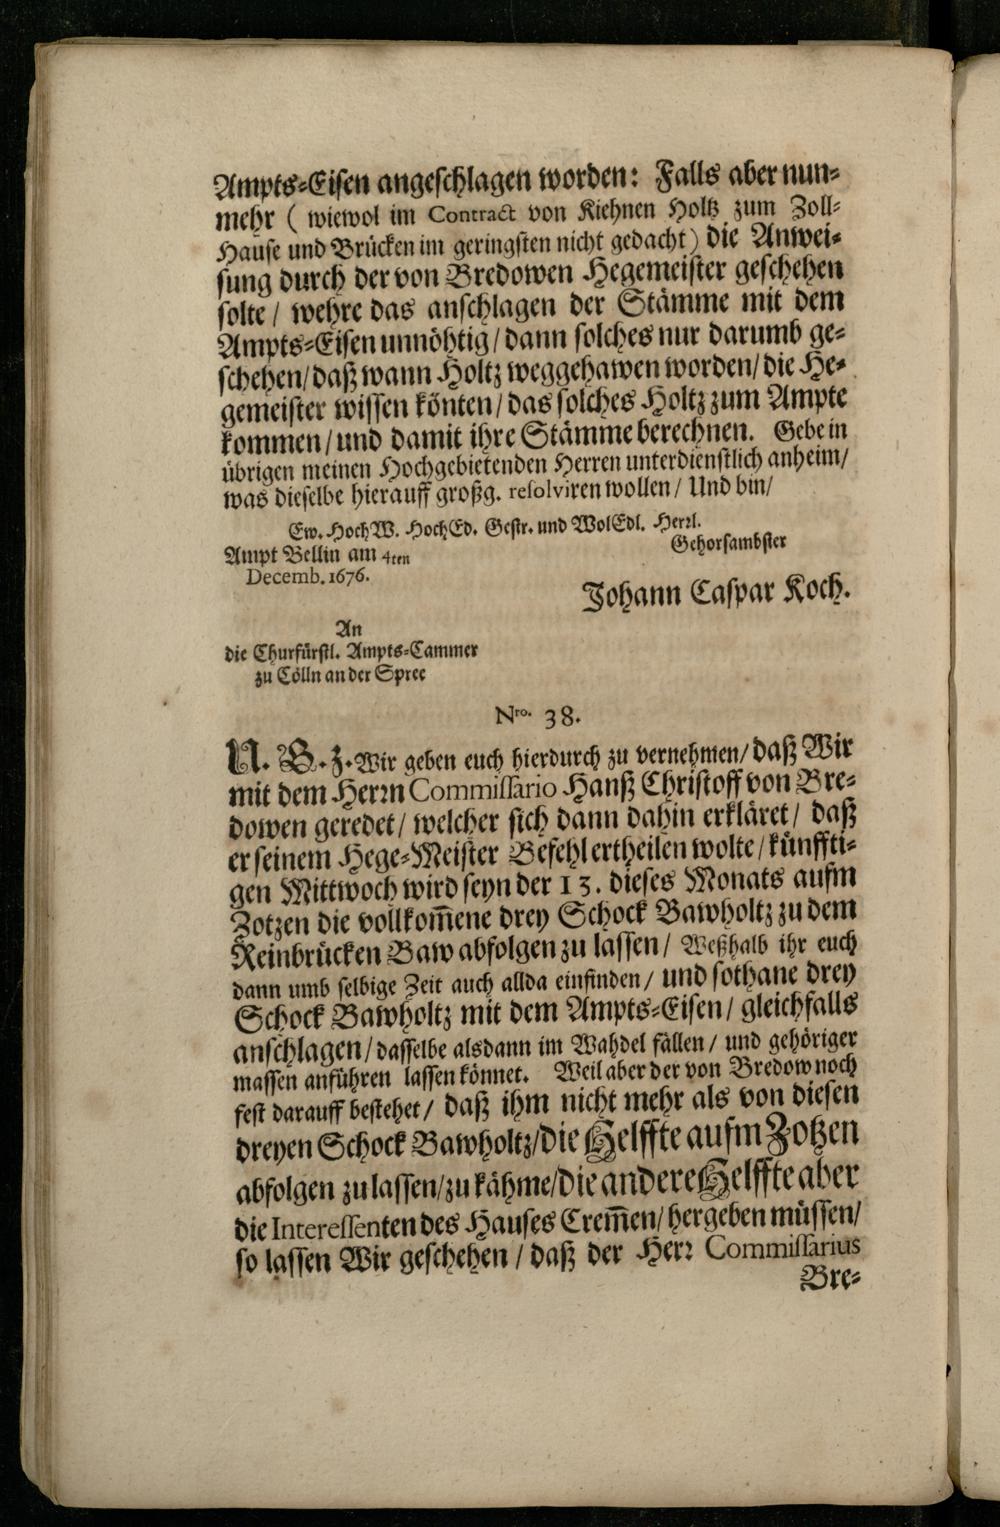 Ampts-Eisen angeschlagen worden: Falls aber nun-
mehr ( wiewol im Contract von Kiehnen Holtz zum Zoll-
Hause und Brücken im geringsten nicht gedacht) die Anwei-
sung durch der von Bredowen Hegemeister geschehen
solte / wehre das anschlagen der Stämme mit dem
Ampts-Eisen unnöhtig / dann solches nur darumb ge-
schehen / daß wann Holtz weggehawen worden / die He-
gemeister wissen könten / das solches Holtz zum Ampte
kommen / und damit ihre Stämme berechnen. Gebe in
übrigen meinen Hochgebietenden Herren unterdienstlich anheim /
was dieselbe hierauff großg. resolviren wollen / Und bin /
Ew. HochW. HochEd. Gestr. und WolEdl. Herrl.
Gehorsambster
Ampt Bellin am 4ten
Decemb. 1676.
Johann Caspar Koch.
An
die Churfürstl. Ampts-Cammer
zu Cölln an der Spree
Nro. 38.
U. G. Z. Wir geben euch hierdurch zu vernehmen / daß Wir
mit dem Herrn Commissario Hanß Christoff von Bre-
dowen geredet / welcher sich dann dahin erkläret / daß
er seinem Hege-Meister Befehl ertheilen wolte / künffti-
gen Mittwoch wird seyn der 13. dieses Monats aufm
Zotzen die vollkom̃ene drey Schock Bawholtz zu dem
Reinbrücken Baw abfolgen zu lassen / Weßhalb ihr euch
dann umb selbige Zeit auch allda einfinden / und sothane drey
Schock Bawholtz mit dem Ampts-Eisen / gleichfalls
anschlagen / dasselbe alsdann im Wahdel fällen / und gehöriger
massen anführen lassen könnet. Weil aber der von Bredow noch
fest darauff bestehet / daß ihm nicht mehr als von diesen
dreyen Schock Bawholtz / die Helffte aufm Zotzen
abfolgen zu lassen / zu kähme / die andere Helffte aber
die Interessenten des Hauses Crem̃en / hergeben müssen /
so lassen Wir geschehen / daß der Herr Commissarius
Bre-